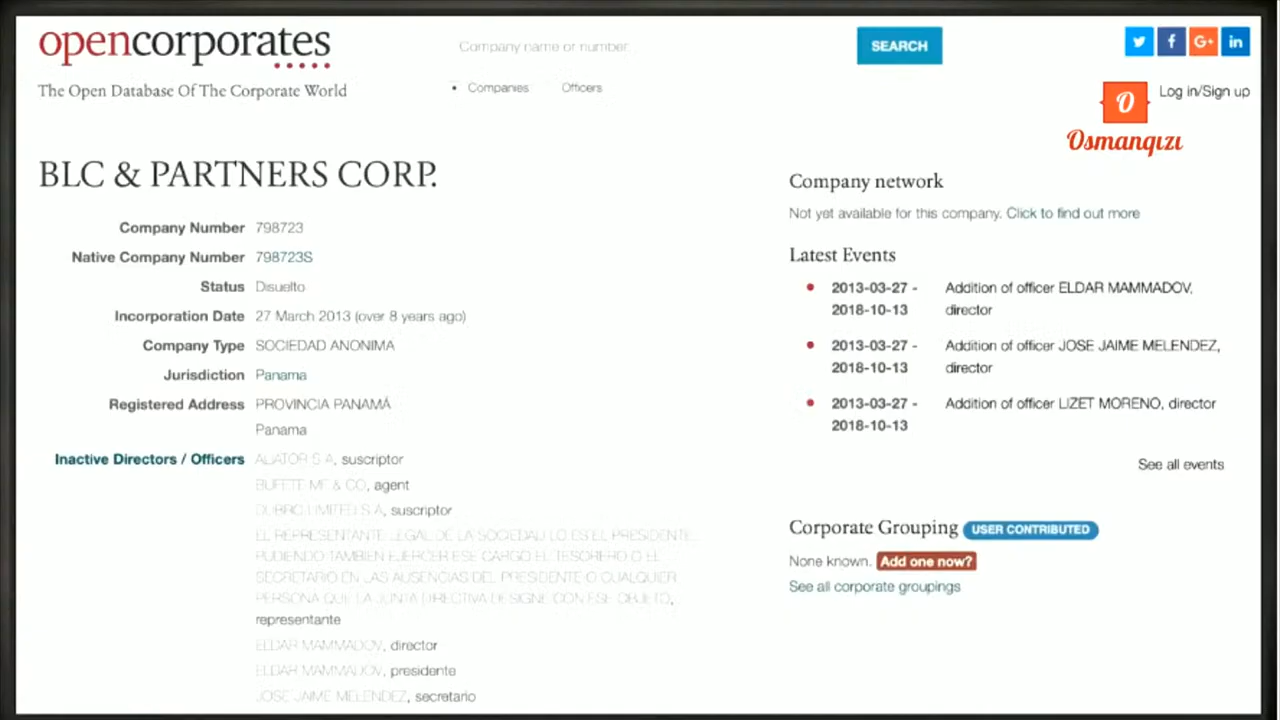 opencorporates
The Open Database Of The Corporate World
Company name or number...
SEARCH
Companies Officers
Log in/Sign up
O
Osmanqızı
BLC & PARTNERS CORP.
Company Number 798723
Native Company Number 798723S
Status Disuelto
Incorporation Date 27 March 2013 (over 8 years ago)
Company Type SOCIEDAD ANONIMA
Jurisdiction Panama
Registered Address PROVINCIA PANAMÁ
Panama
Inactive Directors / Officers ALIATOR S A, suscriptor
BUFETE MF & CO, agent
DUBRO LIMITED S A, suscriptor
EL REPRESENTANTE LEGAL DE LA SOCIEDAD LO ES EL PRESIDENTE
PUDIENDO TAMBIEN EJERCER ESE CARGO EL TESORERO O EL
SECRETARIO EN LAS AUSENCIAS DEL PRESIDENTE O CUALQUIER
PERSONA QUE LA JUNTA DIRECTIVA DESIGNE CON ESE OBJETO,
representante
ELDAR MAMMADOV, director
ELDAR MAMMADOV, presidente
JOSE JAIME MELENDEZ, secretario
Company network
Not yet available for this company. Click to find out more
Latest Events
2013-03-27 - Addition of officer ELDAR MAMMADOV,
2018-10-13 director
2013-03-27 - Addition of officer JOSE JAIME MELENDEZ,
2018-10-13 director
2013-03-27 - Addition of officer LIZET MORENO, director
2018-10-13
See all events
Corporate Grouping USER CONTRIBUTED
None known. Add one now?
See all corporate groupings